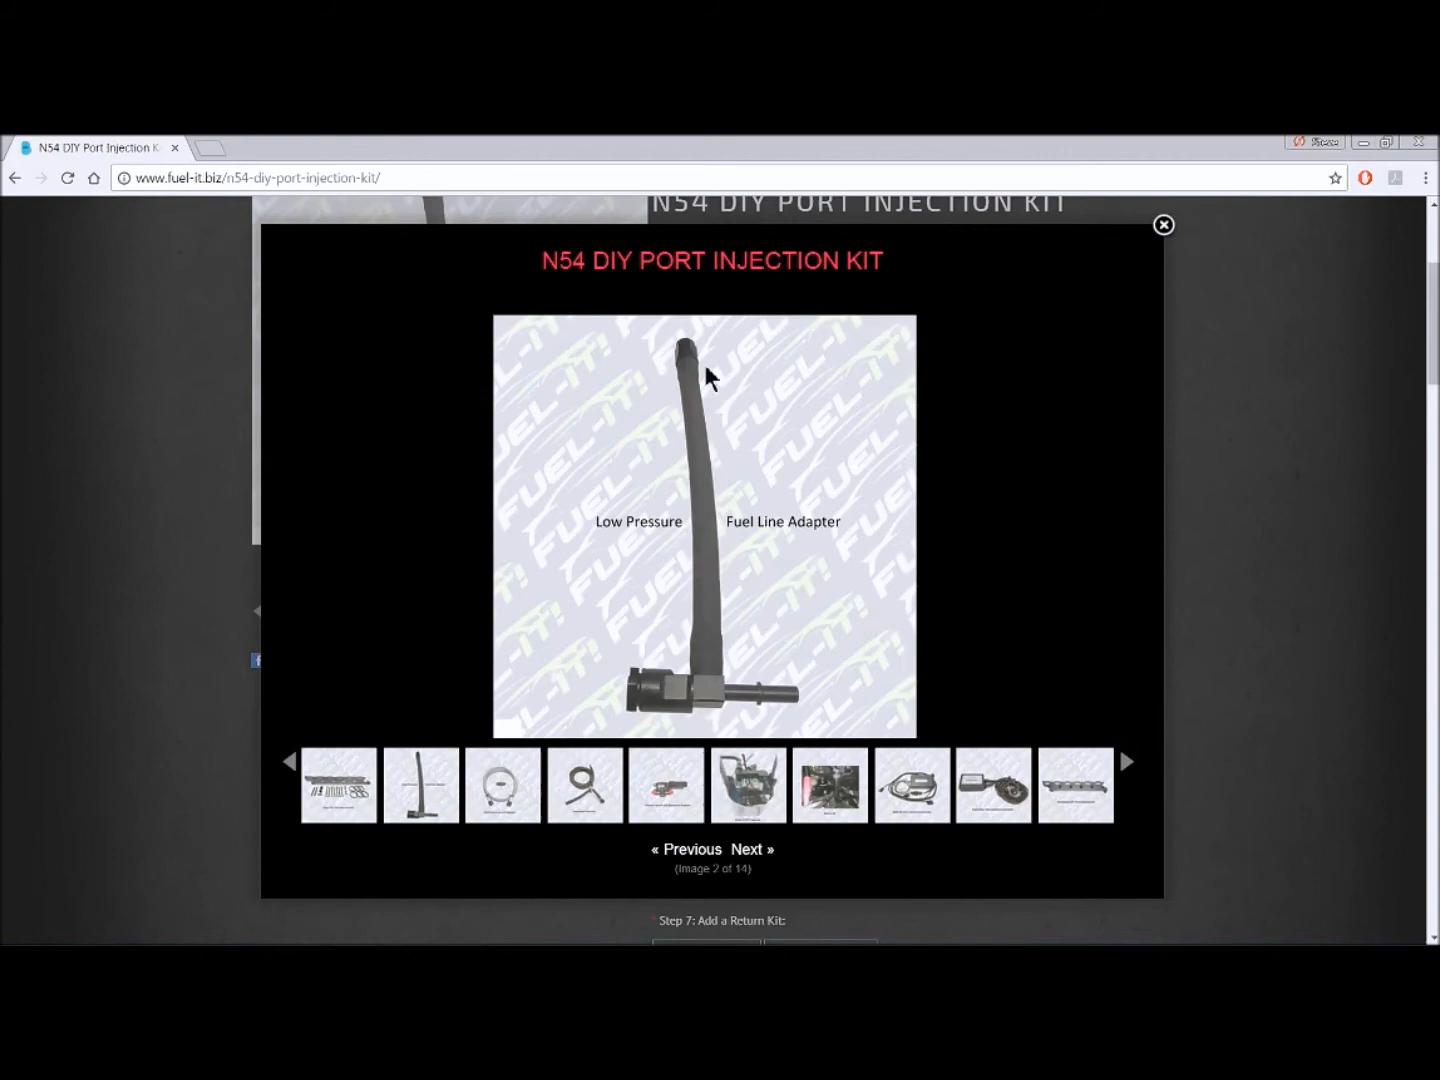 N54 DIY Port Injection K
www.fuel-it.biz/n54-diy-port-injection-kit/
N54 DIY PORT INJECTION KIT
N54 DIY PORT INJECTION KIT
FUEL-IT!
Low Pressure
Fuel Line Adapter
« Previous Next »
(Image 2 of 14)
* Step 7: Add a Return Kit: